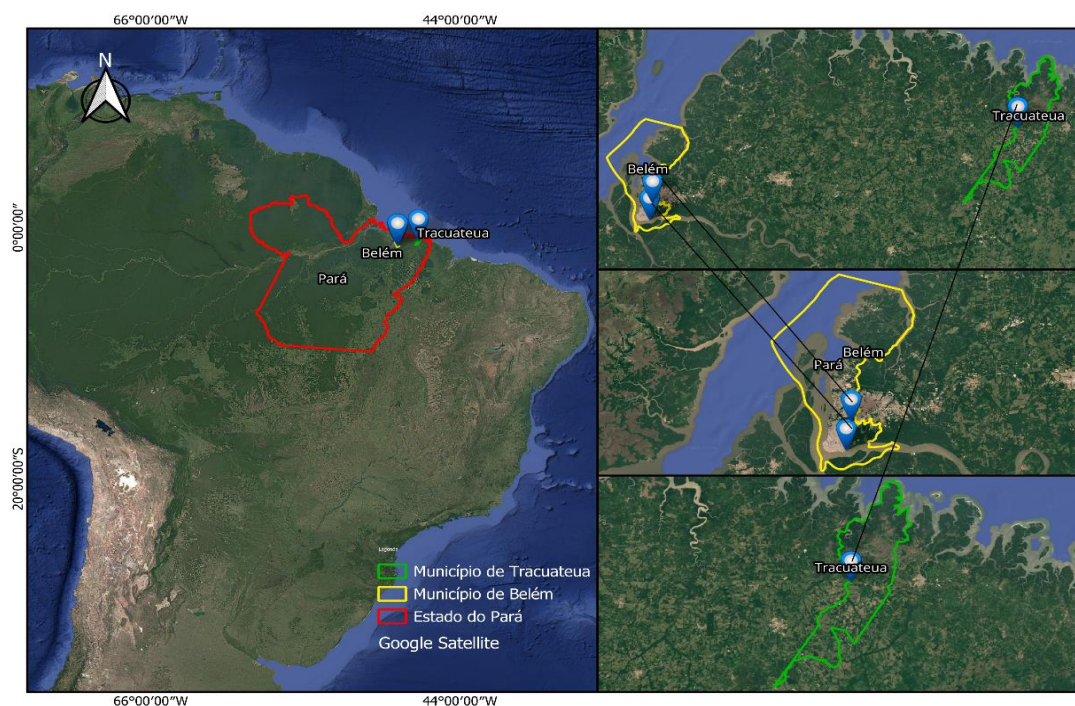 66°00'00"W
44°00'00"W
N
0°00'00"
20°00'00"S
Tracuateua
Belém
Pará
Legenda
Município de Tracuateua
Município de Belém
Estado do Pará
Google Satellite
66°00'00"W
44°00'00"W
Tracuateua
Belém
Belém
Pará
Tracuateua